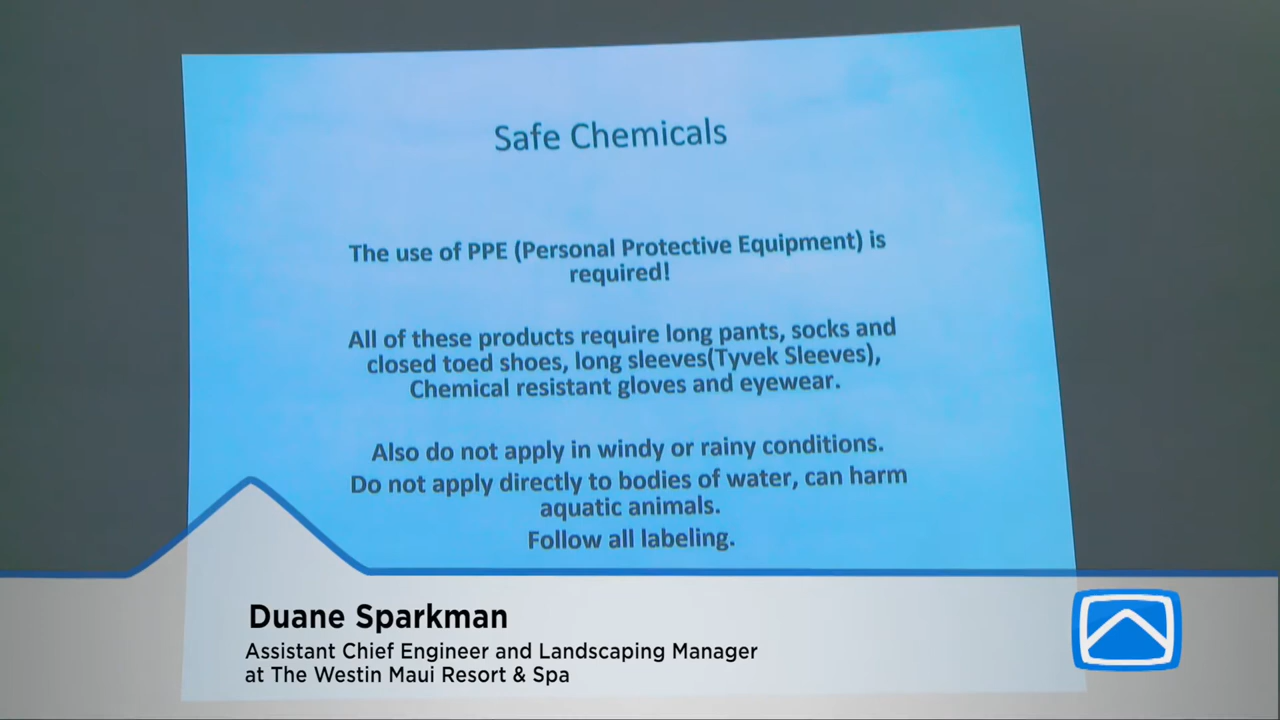 Safe Chemicals
The use of PPE (Personal Protective Equipment) is
required!
All of these products require long pants, socks and
closed toed shoes, long sleeves(Tyvek Sleeves),
Chemical resistant gloves and eyewear.
Also do not apply in windy or rainy conditions.
Do not apply directly to bodies of water, can harm
aquatic animals.
Follow all labeling.
Duane Sparkman
Assistant Chief Engineer and Landscaping Manager
at The Westin Maui Resort & Spa